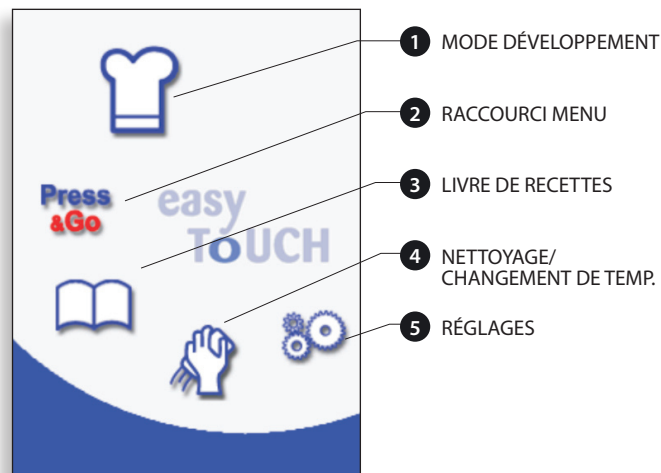 1 MODE DÉVELOPPEMENT
2 RACCOURCI MENU
Press
&Go
easy
ToUCH
3 LIVRE DE RECETTES
4 NETTOYAGE/
CHANGEMENT DE TEMP.
5 RÉGLAGES